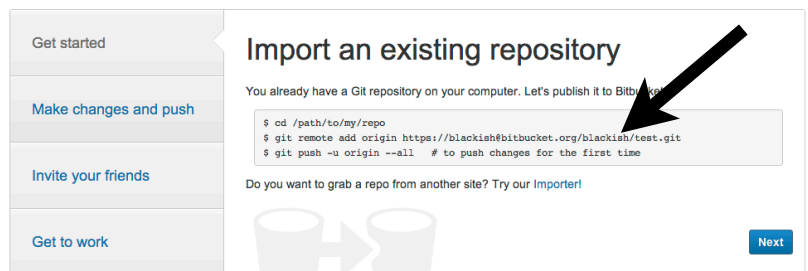 Get started
Make changes and push
Invite your friends
Get to work
Import an existing repository
You already have a Git repository on your computer. Let's publish it to Bitbucket
$ cd /path/to/my/repo
$ git remote add origin https://blackish@bitbucket.org/blackish/test.git
$ git push -u origin --all # to push changes for the first time
Do you want to grab a repo from another site? Try our Importer!
Next